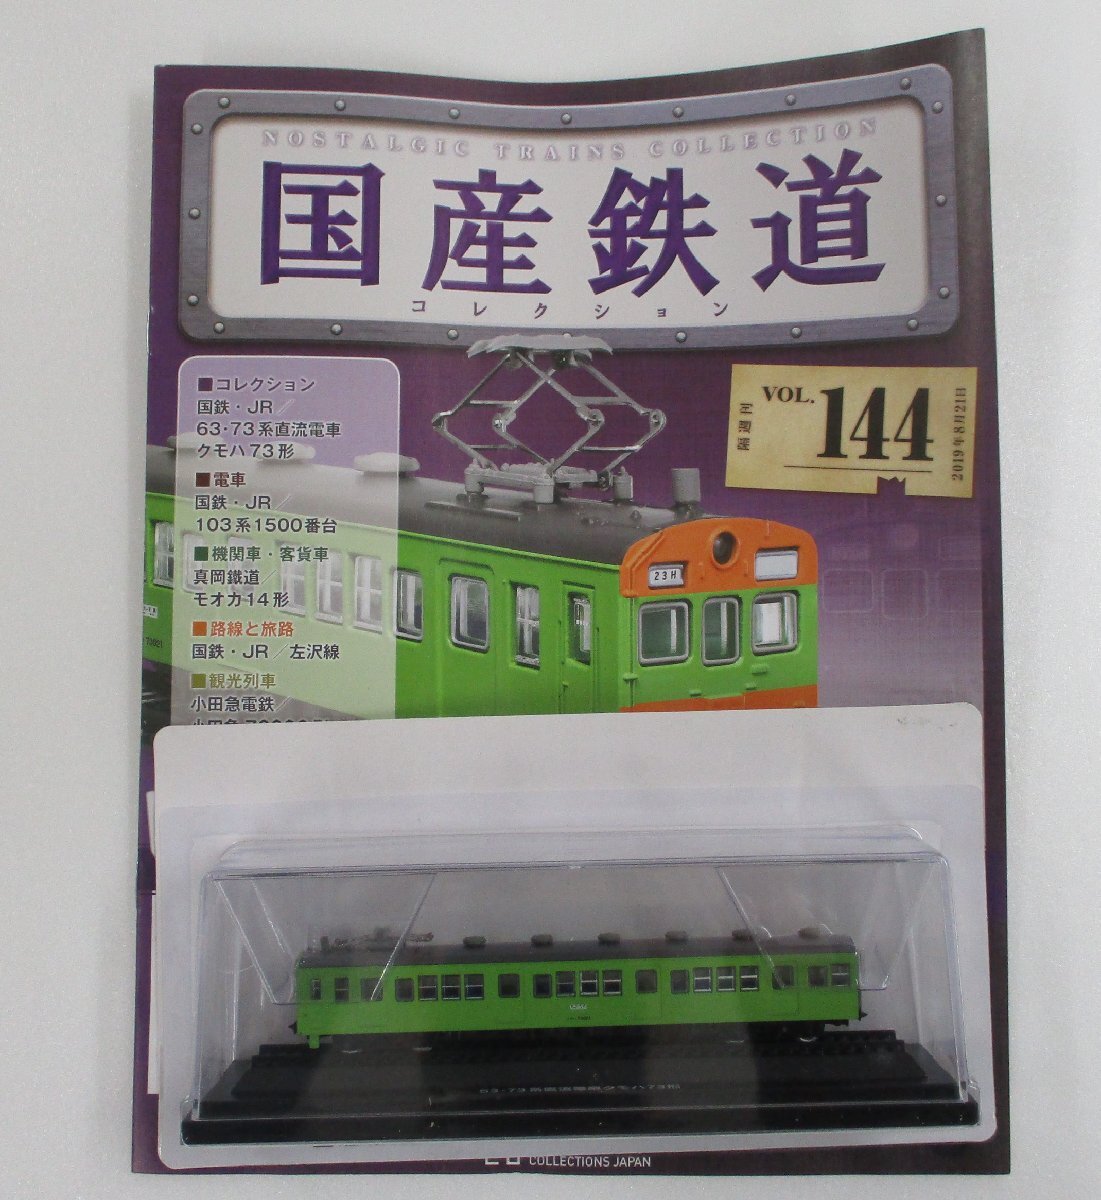 NOSTALGIC TRAINS COLLECTION
国産鉄道
コレクション
VOL. 144
隔週刊
2019年8月21日
■コレクション
国鉄・JR／
63・73系直流電車
クモハ73形
■電車
国鉄・JR／
103系1500番台
■機関車・客貨車
真岡鐵道／
モオカ14形
■路線と旅路
国鉄・JR／左沢線
■観光列車
小田急電鉄／
23H
63・73系直流電車クモハ73形
COLLECTIONS JAPAN